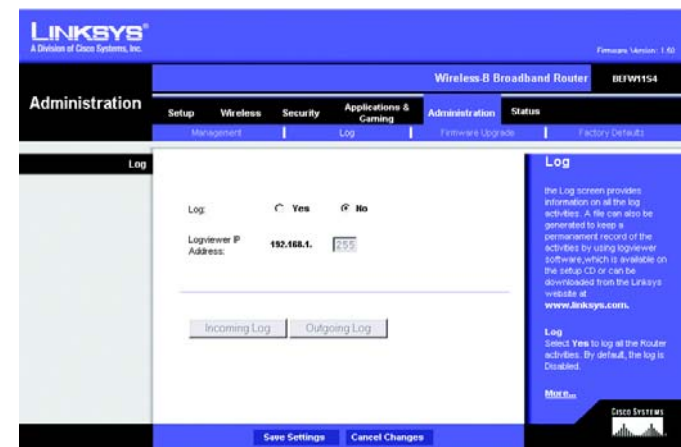 LINKSYS®
A Division of Cisco Systems, Inc.
Firmware Version: 1.60
Wireless-B Broadband Router BEFW11S4
Administration
Setup Wireless Security Applications & Gaming Administration Status
Management Log Firmware Upgrade Factory Defaults
Log
Log: Yes No
Logviewer IP
Address: 192.168.1. 255
Incoming Log Outgoing Log
Log
the Log screen provides
information on all the log
activities. A file can also be
generated to keep a
permanament record of the
activities by using logviewer
software,which is available on
the setup CD or can be
downloaded from the Linksys
website at
www.linksys.com.
Log
Select Yes to log all the Router
activities. By default, the log is
Disabled.
More...
CISCO SYSTEMS
Save Settings Cancel Changes